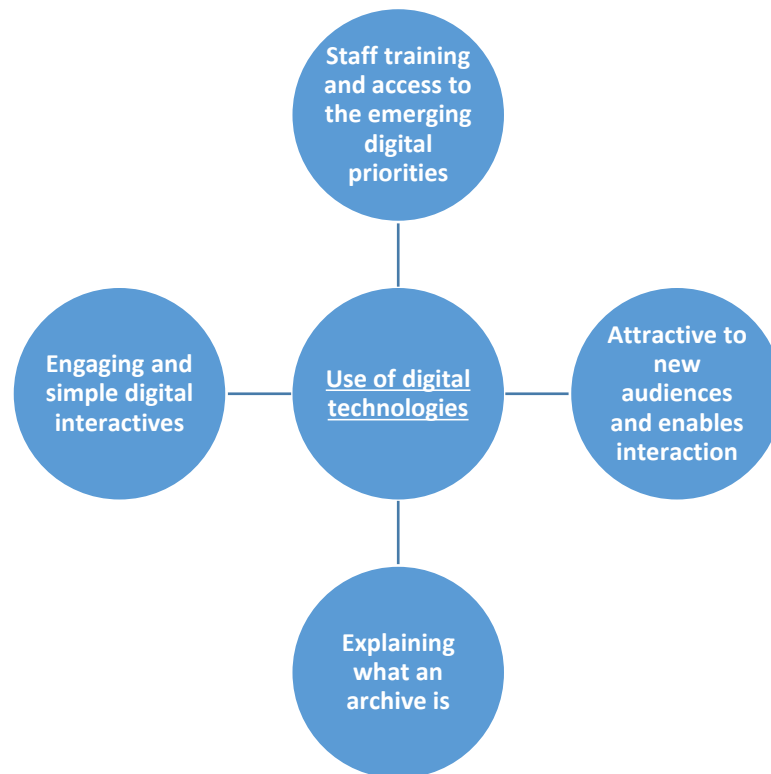 Staff training
and access to
the emerging
digital
priorities
Engaging and
simple digital
interactives
Use of digital
technologies
Attractive to
new
audiences
and enables
interaction
Explaining
what an
archive is